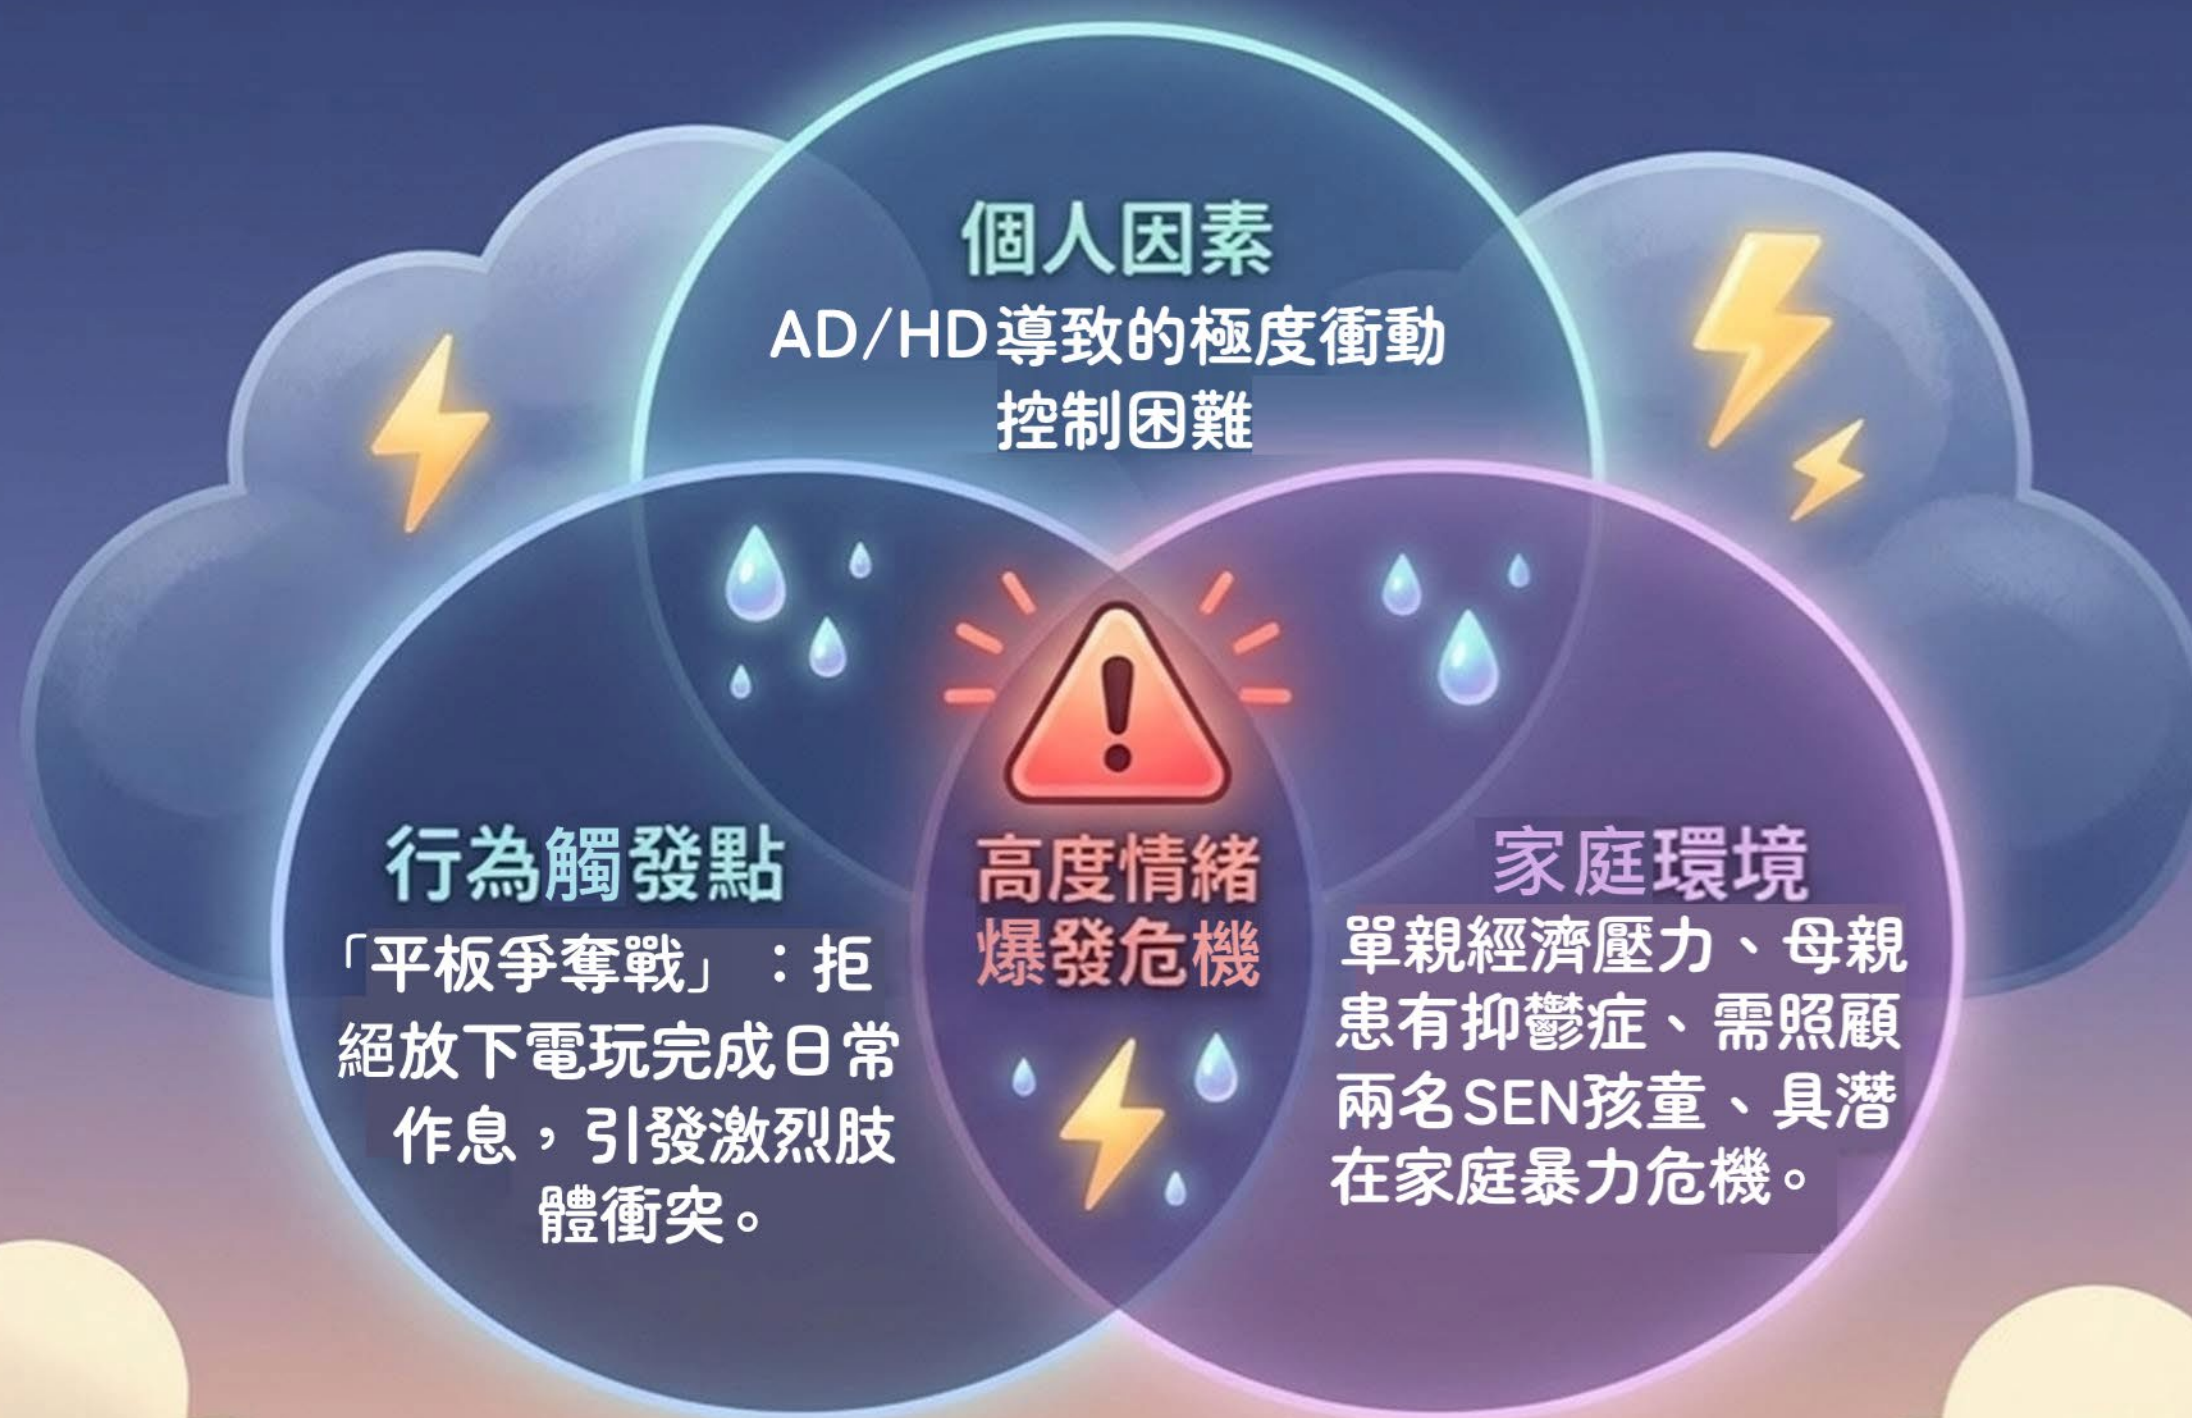 個人因素
AD/HD導致的極度衝動
控制困難
行為觸發點
「平板爭奪戰」：拒
絕放下電玩完成日常
作息，引發激烈肢
體衝突。
高度情緒
爆發危機
家庭環境
單親經濟壓力、母親
患有抑鬱症、需照顧
兩名SEN孩童、具潛
在家庭暴力危機。